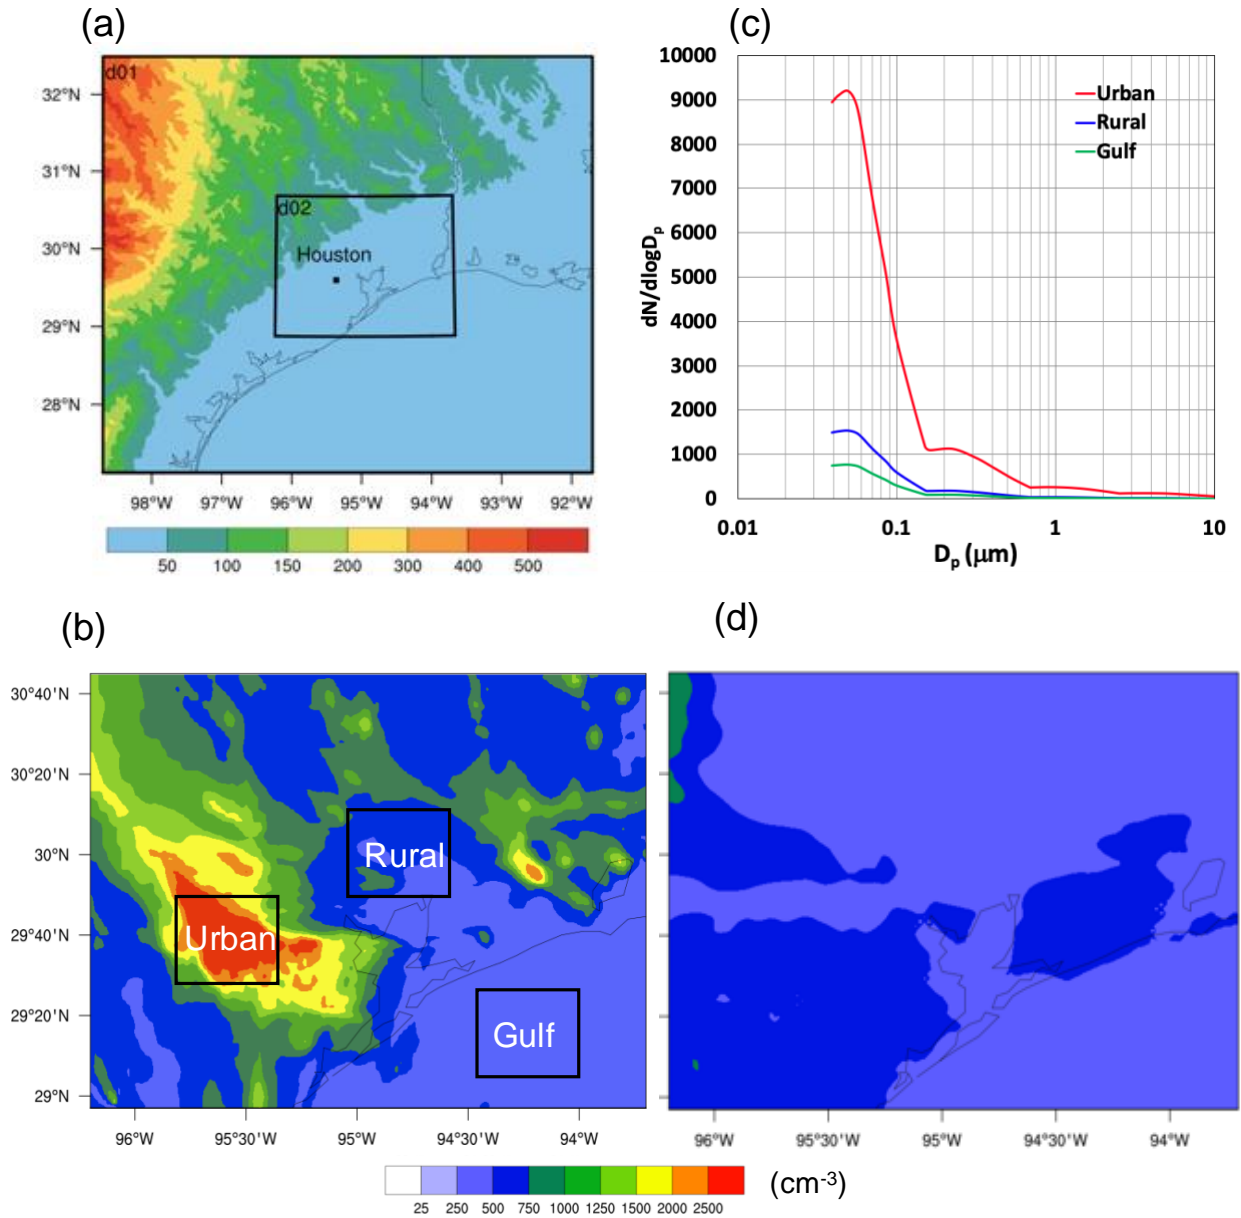 (a)
d01
32°N
31°N
30°N
29°N
28°N
d02
Houston
98°W 97°W 96°W 95°W 94°W 93°W 92°W
50 100 150 200 300 400 500
(c)
10000
9000
8000
7000
6000
5000
4000
3000
2000
1000
0
dN/dlogDp
Urban
Rural
Gulf
0.01 0.1 1 10
Dp (μm)
(b)
30°40'N
30°20'N
30°N
29°40'N
29°20'N
29°N
Rural
Urban
Gulf
96°W 95°30'W 95°W 94°30'W 94°W
(d)
96°W 95°30'W 95°W 94°30'W 94°W
25 250 500 750 1000 1250 1500 2000 2500
(cm-3)